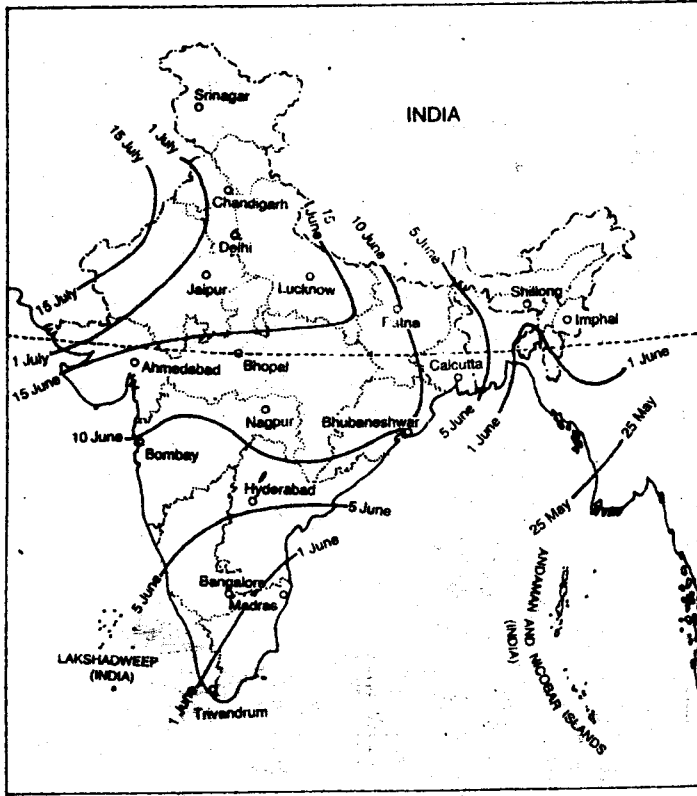 Srinagar
INDIA
15 July
1 July
Chandigarh
15
June
10 June
5 June
Delhi
Jaipur
Lucknow
Shillong
Imphal
15 July
1 July
15 June
Ahmedabad
Bhopal
Calcutta
1 June
10 June
Nagpur
Bhubaneshwar
5 June
1 June
25 May
Bombay
Hyderabad
5 June
25 May
1 June
Bangalore
Madras
5 June
ANDAMAN AND NICOBAR ISLANDS
(INDIA)
LAKSHADWEEP
(INDIA)
1 June
Trivandrum